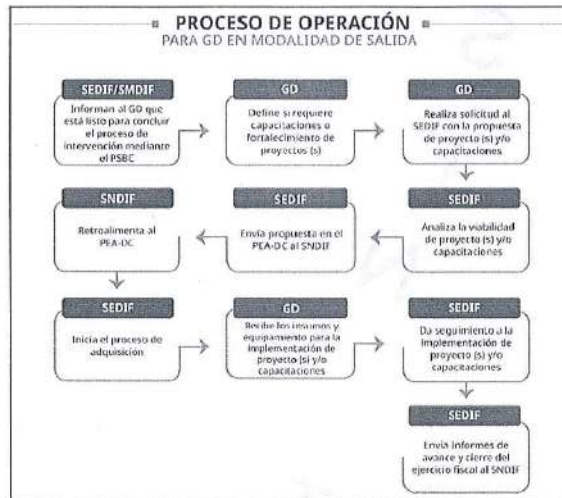 PROCESO DE OPERACIÓN
PARA GD EN MODALIDAD DE SALIDA
SEDIF/SMDIF
Informan al GD que
está listo para concluir
el proceso de
intervención mediante
el PSBC
GD
Define si requiere
capacitaciones o
fortalecimiento de
proyectos (s)
GD
Realiza solicitud al
SEDIF con la propuesta
de proyecto (s) y/o
capacitaciones
SEDIF
Analiza la viabilidad
de proyecto (s) y/o
capacitaciones
SEDIF
Envía propuesta en el
PEA-DC al SNDIF
SNDIF
Retroalimenta al
PEA-DC
SEDIF
Inicia el proceso de
adquisición
GD
Recibe los insumos y
equipamiento para la
implementación de
proyecto (s) y/o
capacitaciones
SEDIF
Da seguimiento a la
implementación de
proyecto (s) y/o
capacitaciones
SEDIF
Envía informes de
avance y cierre del
ejercicio fiscal al SNDIF